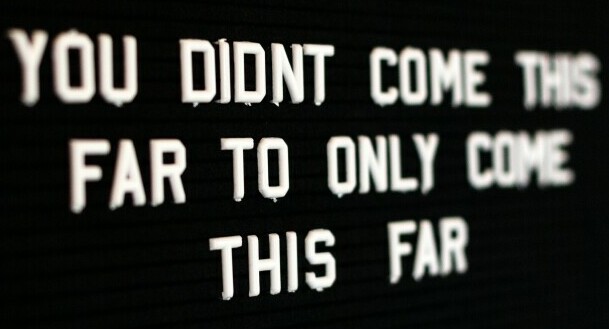 YOU DIDNT COME THIS
FAR TO ONLY COME
THIS FAR